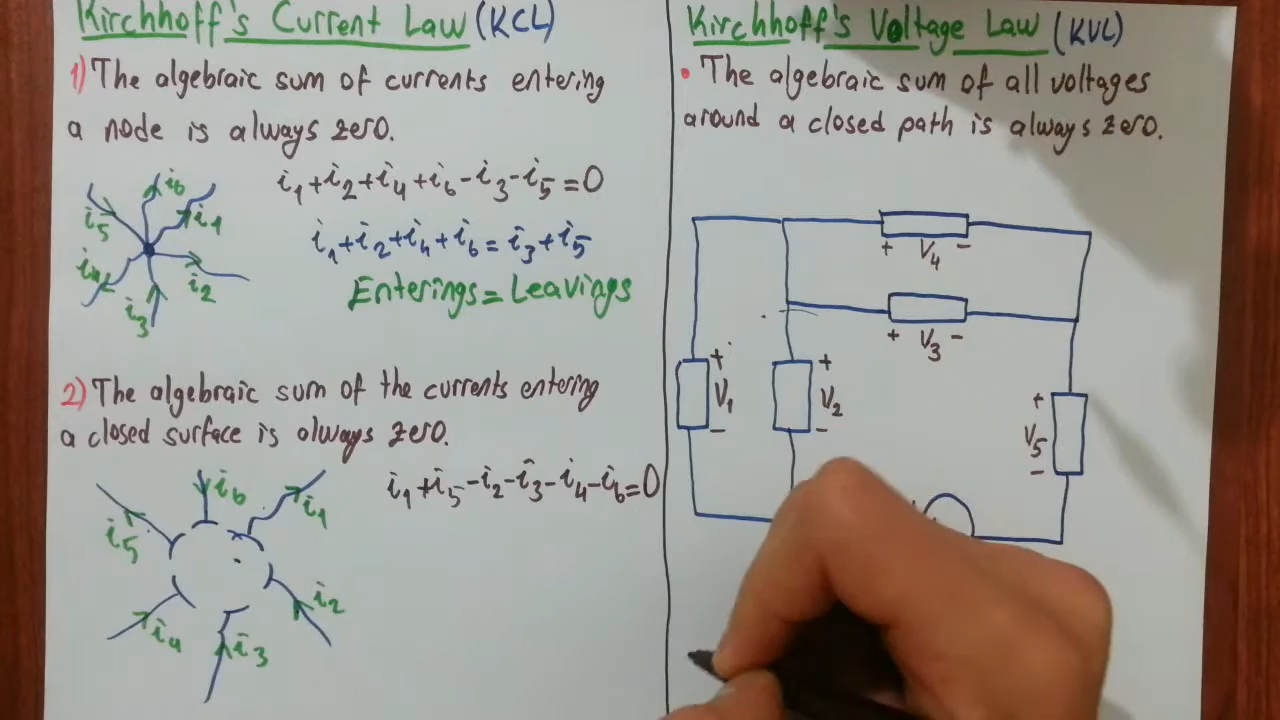 Kirchhoff's Current Law (KCL)
1) The algebraic sum of currents entering
a node is always zero.
i1+i2+i4+i6-i3-i5=0
i1+i2+i4+i6=i3+i5
Enterings=Leavings
i6
i5
i1
i4
i2
i3
2) The algebraic sum of the currents entering
a closed surface is always zero.
i1+i5-i2-i3-i4-i6=0
i6
i1
i5
i2
i4
i3
Kirchhoff's Voltage Law (KVL)
• The algebraic sum of all voltages
around a closed path is always zero.
+ V4 -
+ V3 -
+ V1 -
+ V2 -
+ V5 -